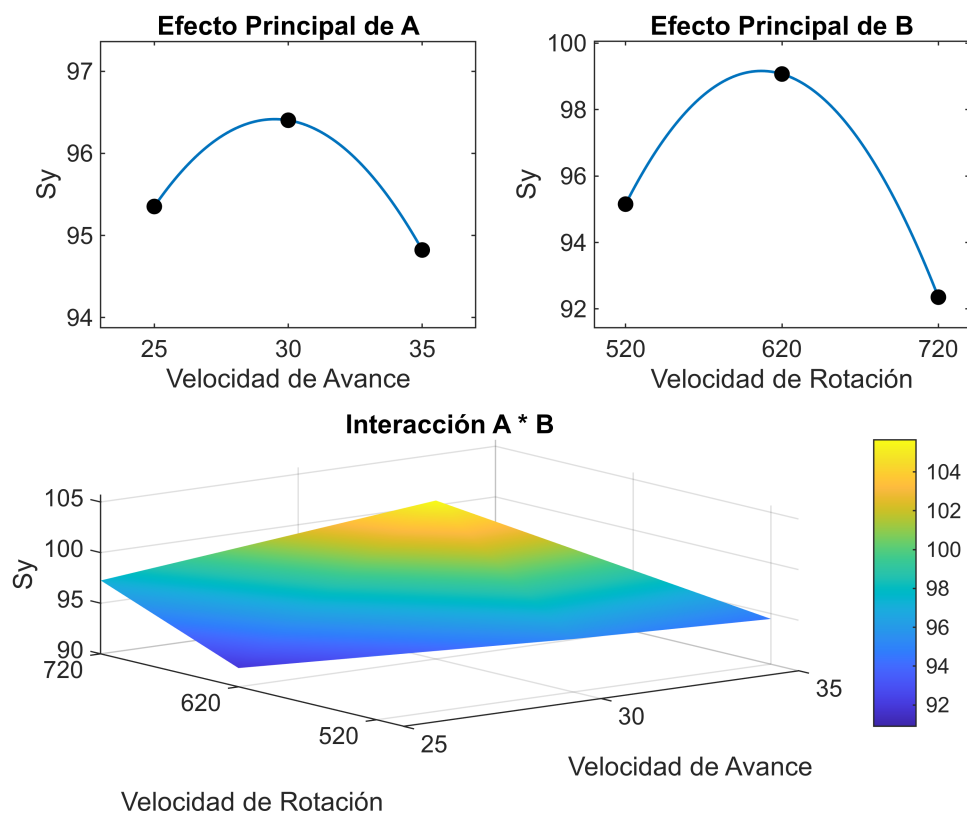 Efecto Principal de A
97
96
95
94
Sy
25 30 35
Velocidad de Avance
Efecto Principal de B
100
98
96
94
92
Sy
520 620 720
Velocidad de Rotación
Interacción A * B
105
100
95
90
Sy
720
620
520
Velocidad de Rotación
25
30
35
Velocidad de Avance
104
102
100
98
96
94
92